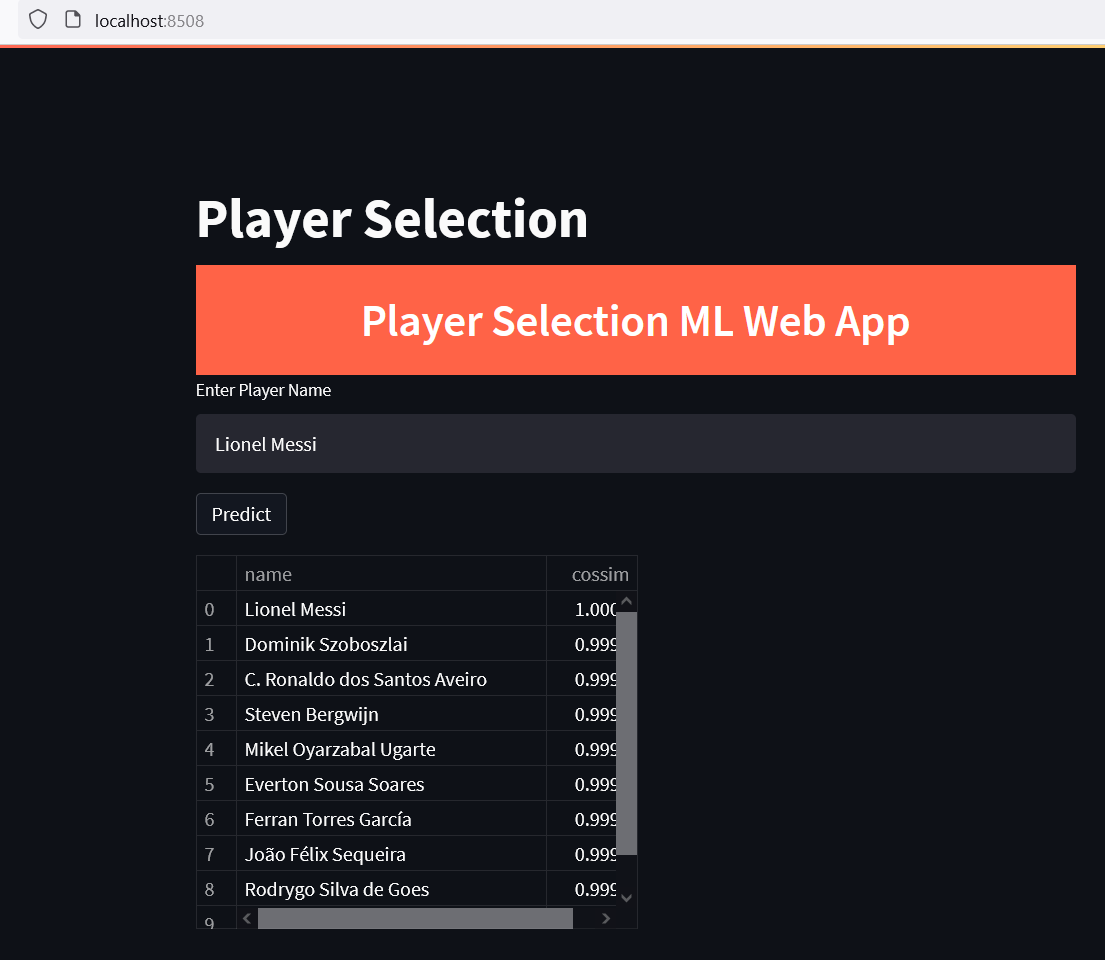 localhost:8508
Player Selection
Player Selection ML Web App
Enter Player Name
Lionel Messi
Predict
name cossim
0 Lionel Messi 1.000
1 Dominik Szoboszlai 0.999
2 C. Ronaldo dos Santos Aveiro 0.999
3 Steven Bergwijn 0.999
4 Mikel Oyarzabal Ugarte 0.999
5 Everton Sousa Soares 0.999
6 Ferran Torres García 0.999
7 João Félix Sequeira 0.999
8 Rodrygo Silva de Goes 0.999
9